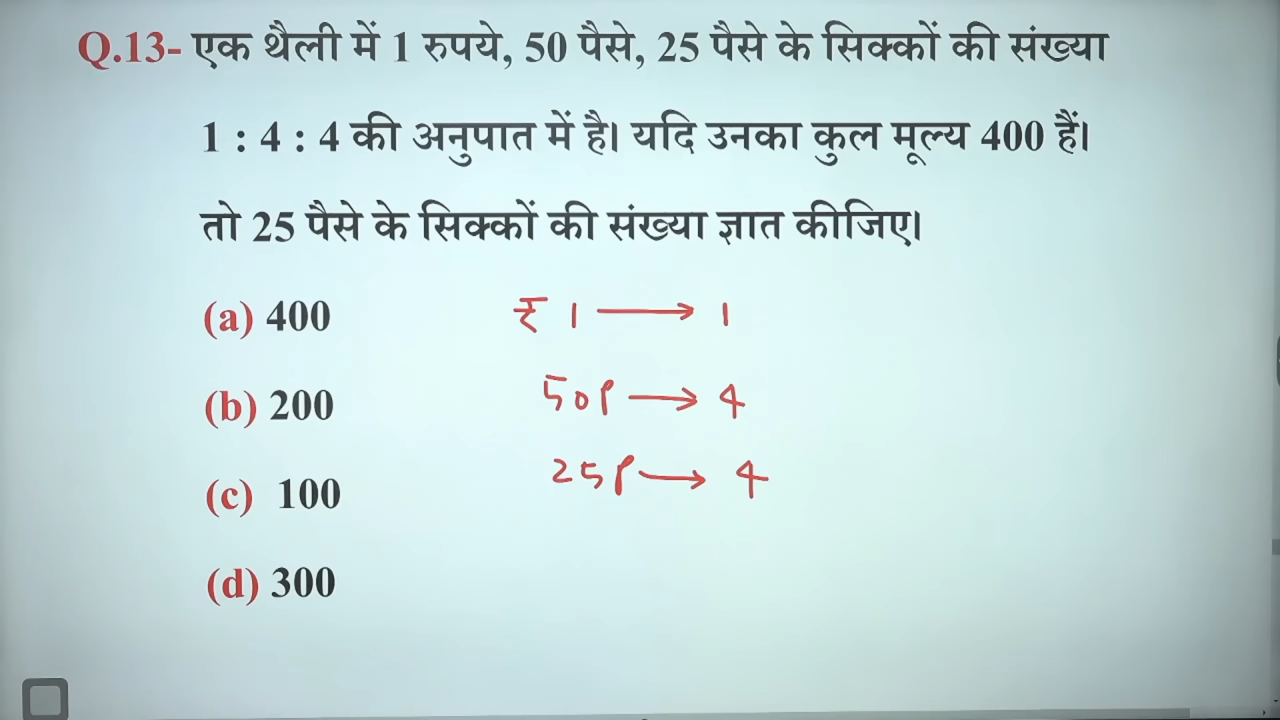 Q.13- एक थैली में 1 रुपये, 50 पैसे, 25 पैसे के सिक्कों की संख्या
1 : 4 : 4 की अनुपात में है। यदि उनका कुल मूल्य 400 हैं।
तो 25 पैसे के सिक्कों की संख्या ज्ञात कीजिए।
(a) 400
₹ 1 → 1
(b) 200
50P → 4
(c) 100
25P → 4
(d) 300